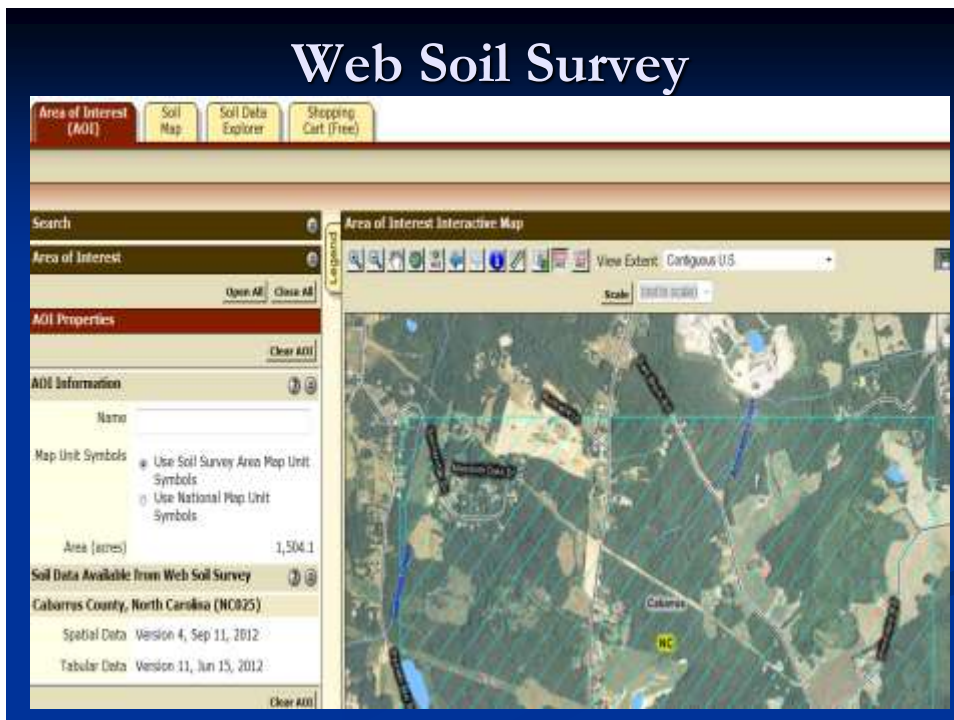 Web Soil Survey
Area of Interest
(AOI)
Soil
Map
Soil Data
Explorer
Shopping
Cart (Free)
Search
Area of Interest
Open All Close All
AOI Properties
Clear AOI
AOI Information
Name
Map Unit Symbols
Use Soil Survey Area Map Unit
Symbols
Use National Map Unit
Symbols
Area (acres) 1,504.1
Soil Data Available from Web Soil Survey
Cabarrus County, North Carolina (NC025)
Spatial Data Version 4, Sep 11, 2012
Tabular Data Version 11, Jun 15, 2012
Clear AOI
Legend
Area of Interest Interactive Map
View Extent Contiguous U.S.
Scale
Cabarrus
NC